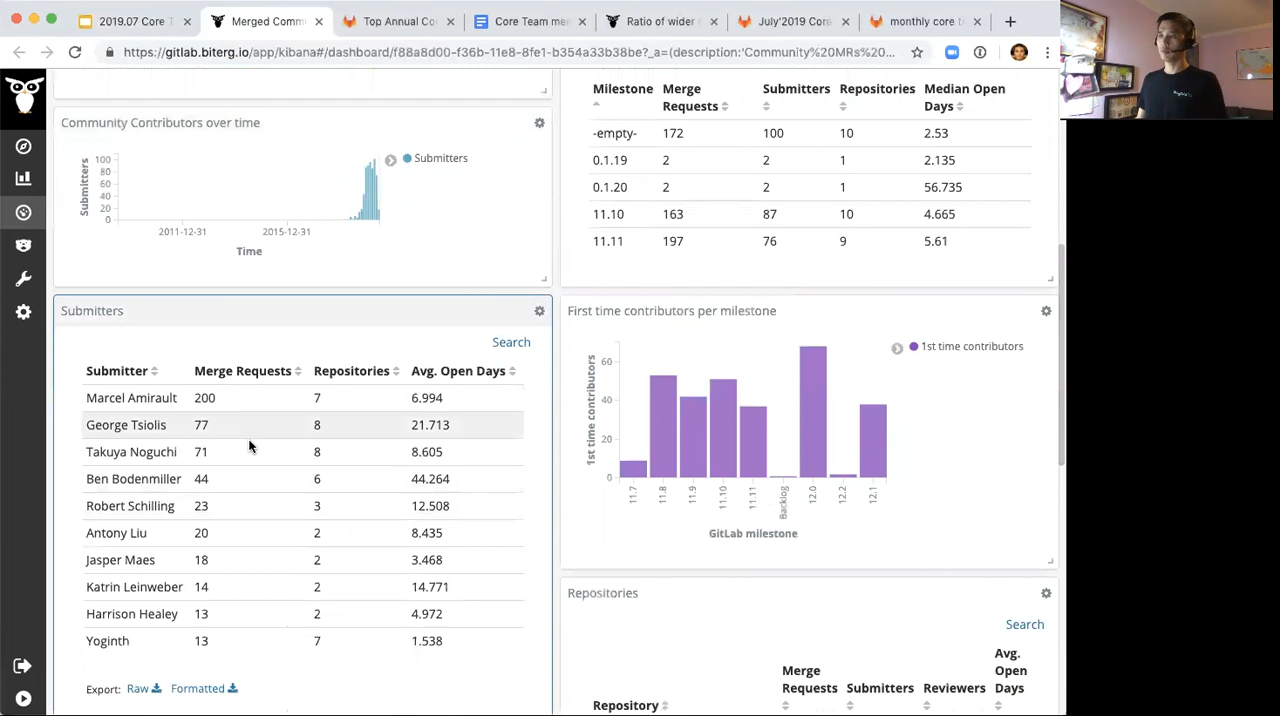 2019.07 Core T
Merged Comm
Top Annual Co
Core Team me
Ratio of wider
July'2019 Core
monthly core t
https://gitlab.biterg.io/app/kibana#/dashboard/f88a8d00-f36b-11e8-8fe1-b354a33b38be?_a=(description:'Community%20MRs%20...
Community Contributors over time
Submitters
100
80
60
40
20
0
2011-12-31
2015-12-31
Time
Submitters
Milestone Merge Requests Submitters Repositories Median Open Days
-empty- 172 100 10 2.53
0.1.19 2 2 1 2.135
0.1.20 2 2 1 56.735
11.10 163 87 10 4.665
11.11 197 76 9 5.61
Submitters
Search
Submitter Merge Requests Repositories Avg. Open Days
Marcel Amirault 200 7 6.994
George Tsiolis 77 8 21.713
Takuya Noguchi 71 8 8.605
Ben Bodenmiller 44 6 44.264
Robert Schilling 23 3 12.508
Antony Liu 20 2 8.435
Jasper Maes 18 2 3.468
Katrin Leinweber 14 2 14.771
Harrison Healey 13 2 4.972
Yoginth 13 7 1.538
Export: Raw Formatted
First time contributors per milestone
1st time contributors
60
40
20
0
11.7
11.8
11.9
11.10
11.11
Backlog
12.0
12.2
12.1
GitLab milestone
1st time contributors
Repositories
Search
Repository Merge Requests Submitters Reviewers Avg. Open Days